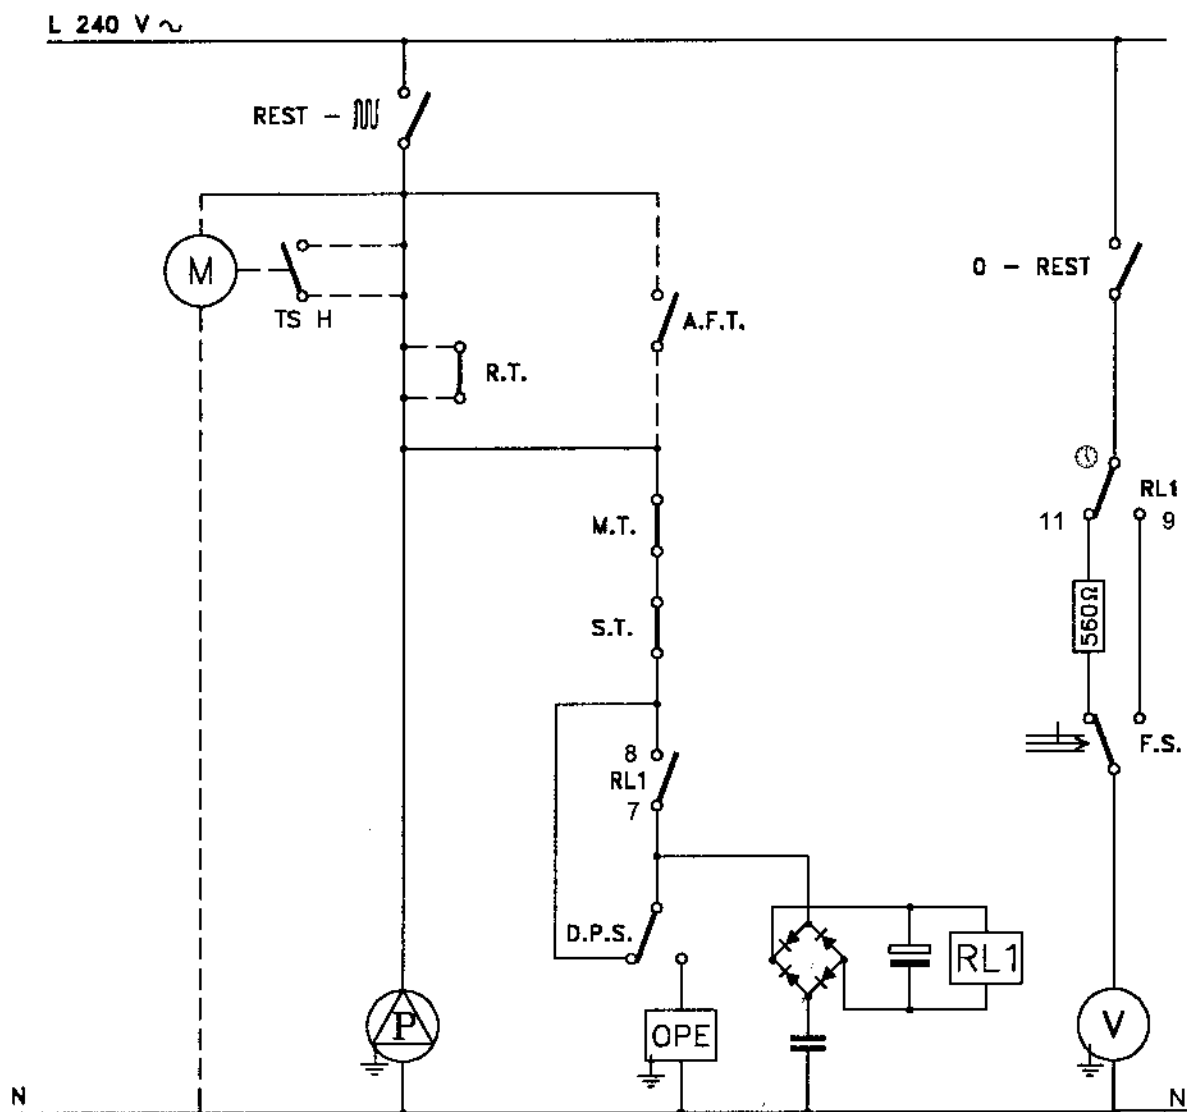 L 240 V ~
REST -
0 - REST
M
TS H
A.F.T.
R.T.
RL1
11
9
M.T.
560Ω
S.T.
F.S.
8
RL1
7
D.P.S.
RL1
OPE
P
V
N
N